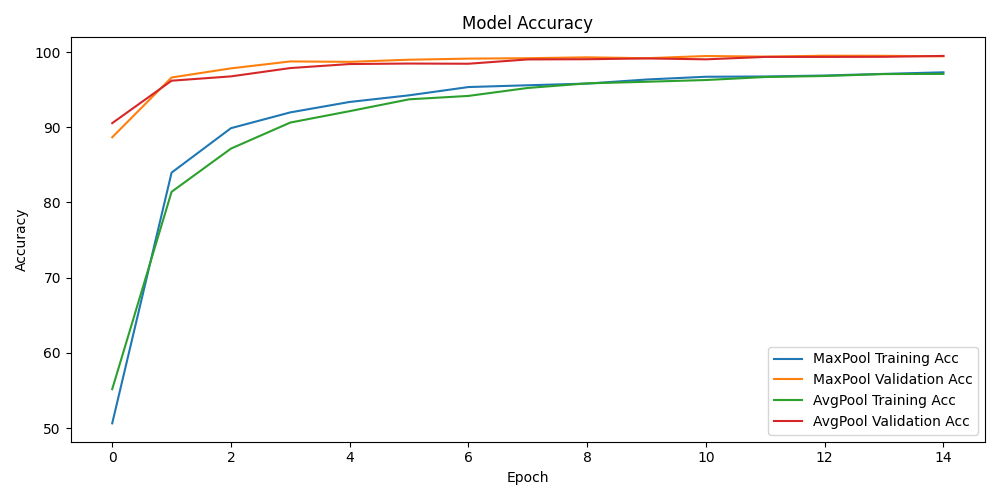 Model Accuracy
100
90
80
70
60
50
Accuracy
0 2 4 6 8 10 12 14
Epoch
MaxPool Training Acc
MaxPool Validation Acc
AvgPool Training Acc
AvgPool Validation Acc